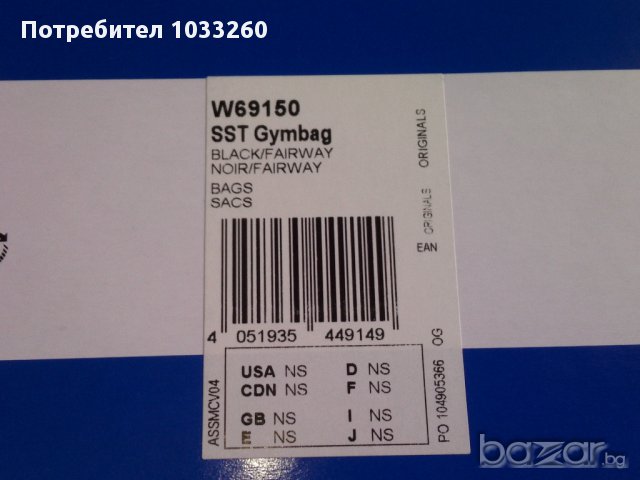 Потребител 1033260
W69150
SST Gymbag
BLACK/FAIRWAY
NOIR/FAIRWAY
BAGS
SACS
ORIGINALS
ORIGINALS
EAN
4 051935 449149
USA NS D NS
CDN NS F NS
GB NS I NS
E NS J NS
ASSMCV04
PO 104905366 OG
bazar.bg